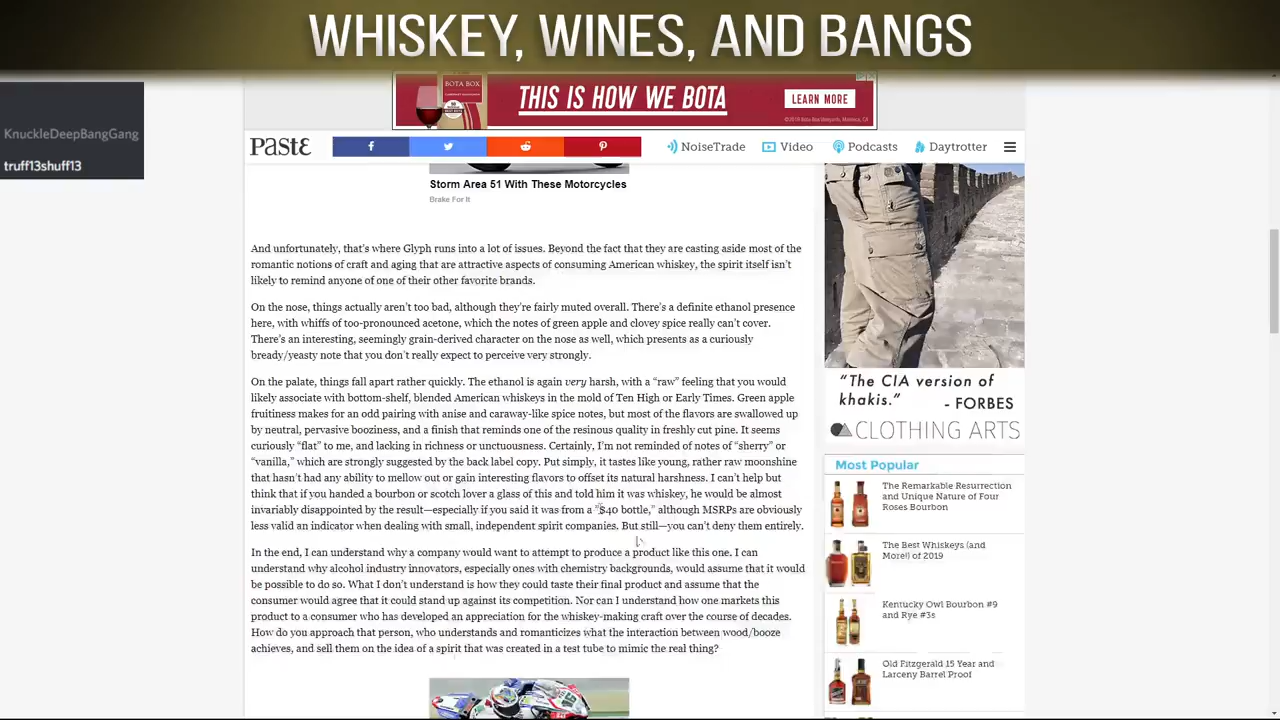 WHISKEY, WINES, AND BANGS
BOTA BOX
THIS IS HOW WE BOTA
LEARN MORE
KnuckleDeepBangGang
truff13shuff13
Paste
NoiseTrade
Video
Podcasts
Daytrotter
Storm Area 51 With These Motorcycles
Brake For It
And unfortunately, that's where Glyph runs into a lot of issues. Beyond the fact that they are casting aside most of the
romantic notions of craft and aging that are attractive aspects of consuming American whiskey, the spirit itself isn't
likely to remind anyone of one of their other favorite brands.
On the nose, things actually aren't too bad, although they're fairly muted overall. There's a definite ethanol presence
here, with whiffs of too-pronounced acetone, which the notes of green apple and clovey spice really can't cover.
There's an interesting, seemingly grain-derived character on the nose as well, which presents as a curiously
bready/yeasty note that you don't really expect to perceive very strongly.
On the palate, things fall apart rather quickly. The ethanol is again very harsh, with a “raw” feeling that you would
likely associate with bottom-shelf, blended American whiskeys in the mold of Ten High or Early Times. Green apple
fruitiness makes for an odd pairing with anise and caraway-like spice notes, but most of the flavors are swallowed up
by neutral, pervasive booziness, and a finish that reminds one of the resinous quality in freshly cut pine. It seems
curiously “flat” to me, and lacking in richness or unctuousness. Certainly, I'm not reminded of notes of “sherry” or
“vanilla,” which are strongly suggested by the back label copy. Put simply, it tastes like young, rather raw moonshine
that hasn't had any ability to mellow out or gain interesting flavors to offset its natural harshness. I can't help but
think that if you handed a bourbon or scotch lover a glass of this and told him it was whiskey, he would be almost
invariably disappointed by the result—especially if you said it was from a “$40 bottle,” although MSRPs are obviously
less valid an indicator when dealing with small, independent spirit companies. But still—you can't deny them entirely.
In the end, I can understand why a company would want to attempt to produce a product like this one. I can
understand why alcohol industry innovators, especially ones with chemistry backgrounds, would assume that it would
be possible to do so. What I don't understand is how they could taste their final product and assume that the
consumer would agree that it could stand up against its competition. Nor can I understand how one markets this
product to a consumer who has developed an appreciation for the whiskey-making craft over the course of decades.
How do you approach that person, who understands and romanticizes what the interaction between wood/booze
achieves, and sell them on the idea of a spirit that was created in a test tube to mimic the real thing?
“The CIA version of
khakis.”
- FORBES
CLOTHING ARTS
Most Popular
The Remarkable Resurrection
and Unique Nature of Four
Roses Bourbon
The Best Whiskeys (and
More!) of 2019
Kentucky Owl Bourbon #9
and Rye #3s
Old Fitzgerald 15 Year and
Larceny Barrel Proof